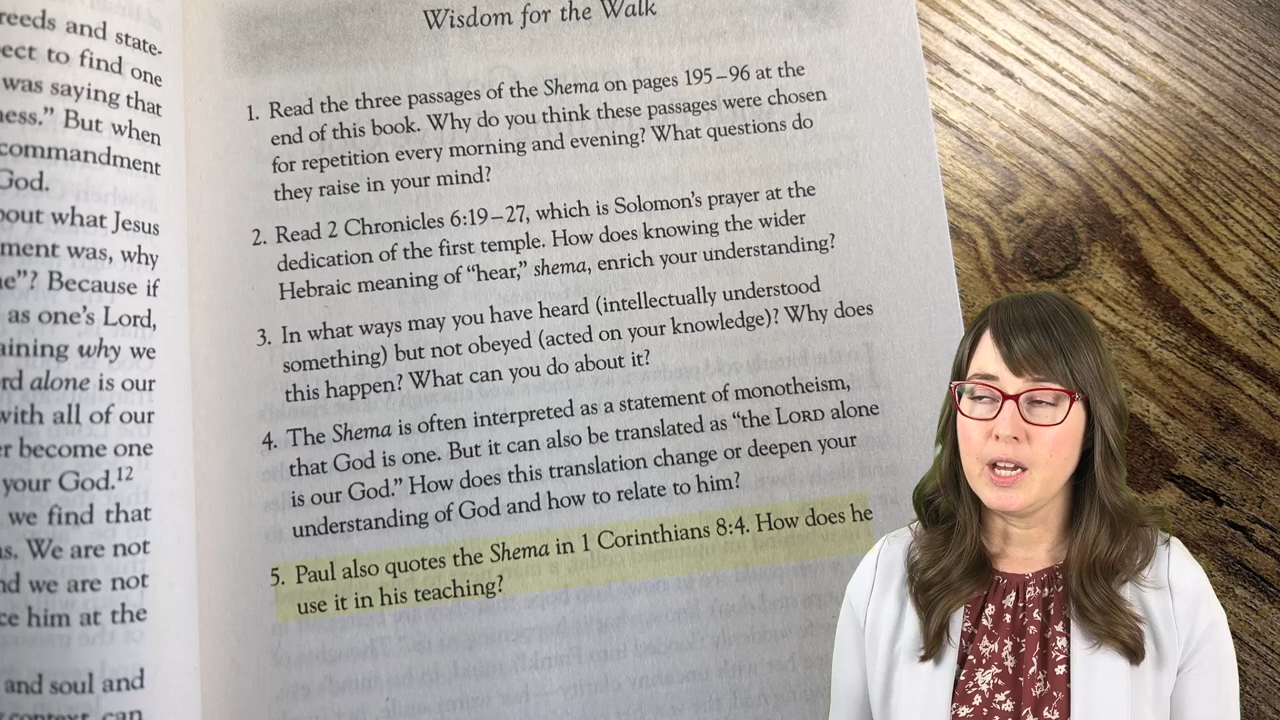 reeds and state-
ect to find one
was saying that
ness." But when
commandment
God.
bout what Jesus
ment was, why
ne"? Because if
as one's Lord,
aining why we
rd alone is our
with all of our
er become one
your God.12
we find that
us. We are not
nd we are not
ce him at the
and soul and
context, can
Wisdom for the Walk
1. Read the three passages of the Shema on pages 195–96 at the
end of this book. Why do you think these passages were chosen
for repetition every morning and evening? What questions do
they raise in your mind?
2. Read 2 Chronicles 6:19–27, which is Solomon's prayer at the
dedication of the first temple. How does knowing the wider
Hebraic meaning of "hear," shema, enrich your understanding?
3. In what ways may you have heard (intellectually understood
something) but not obeyed (acted on your knowledge)? Why does
this happen? What can you do about it?
4. The Shema is often interpreted as a statement of monotheism,
that God is one. But it can also be translated as "the LORD alone
is our God." How does this translation change or deepen your
understanding of God and how to relate to him?
5. Paul also quotes the Shema in 1 Corinthians 8:4. How does he
use it in his teaching?